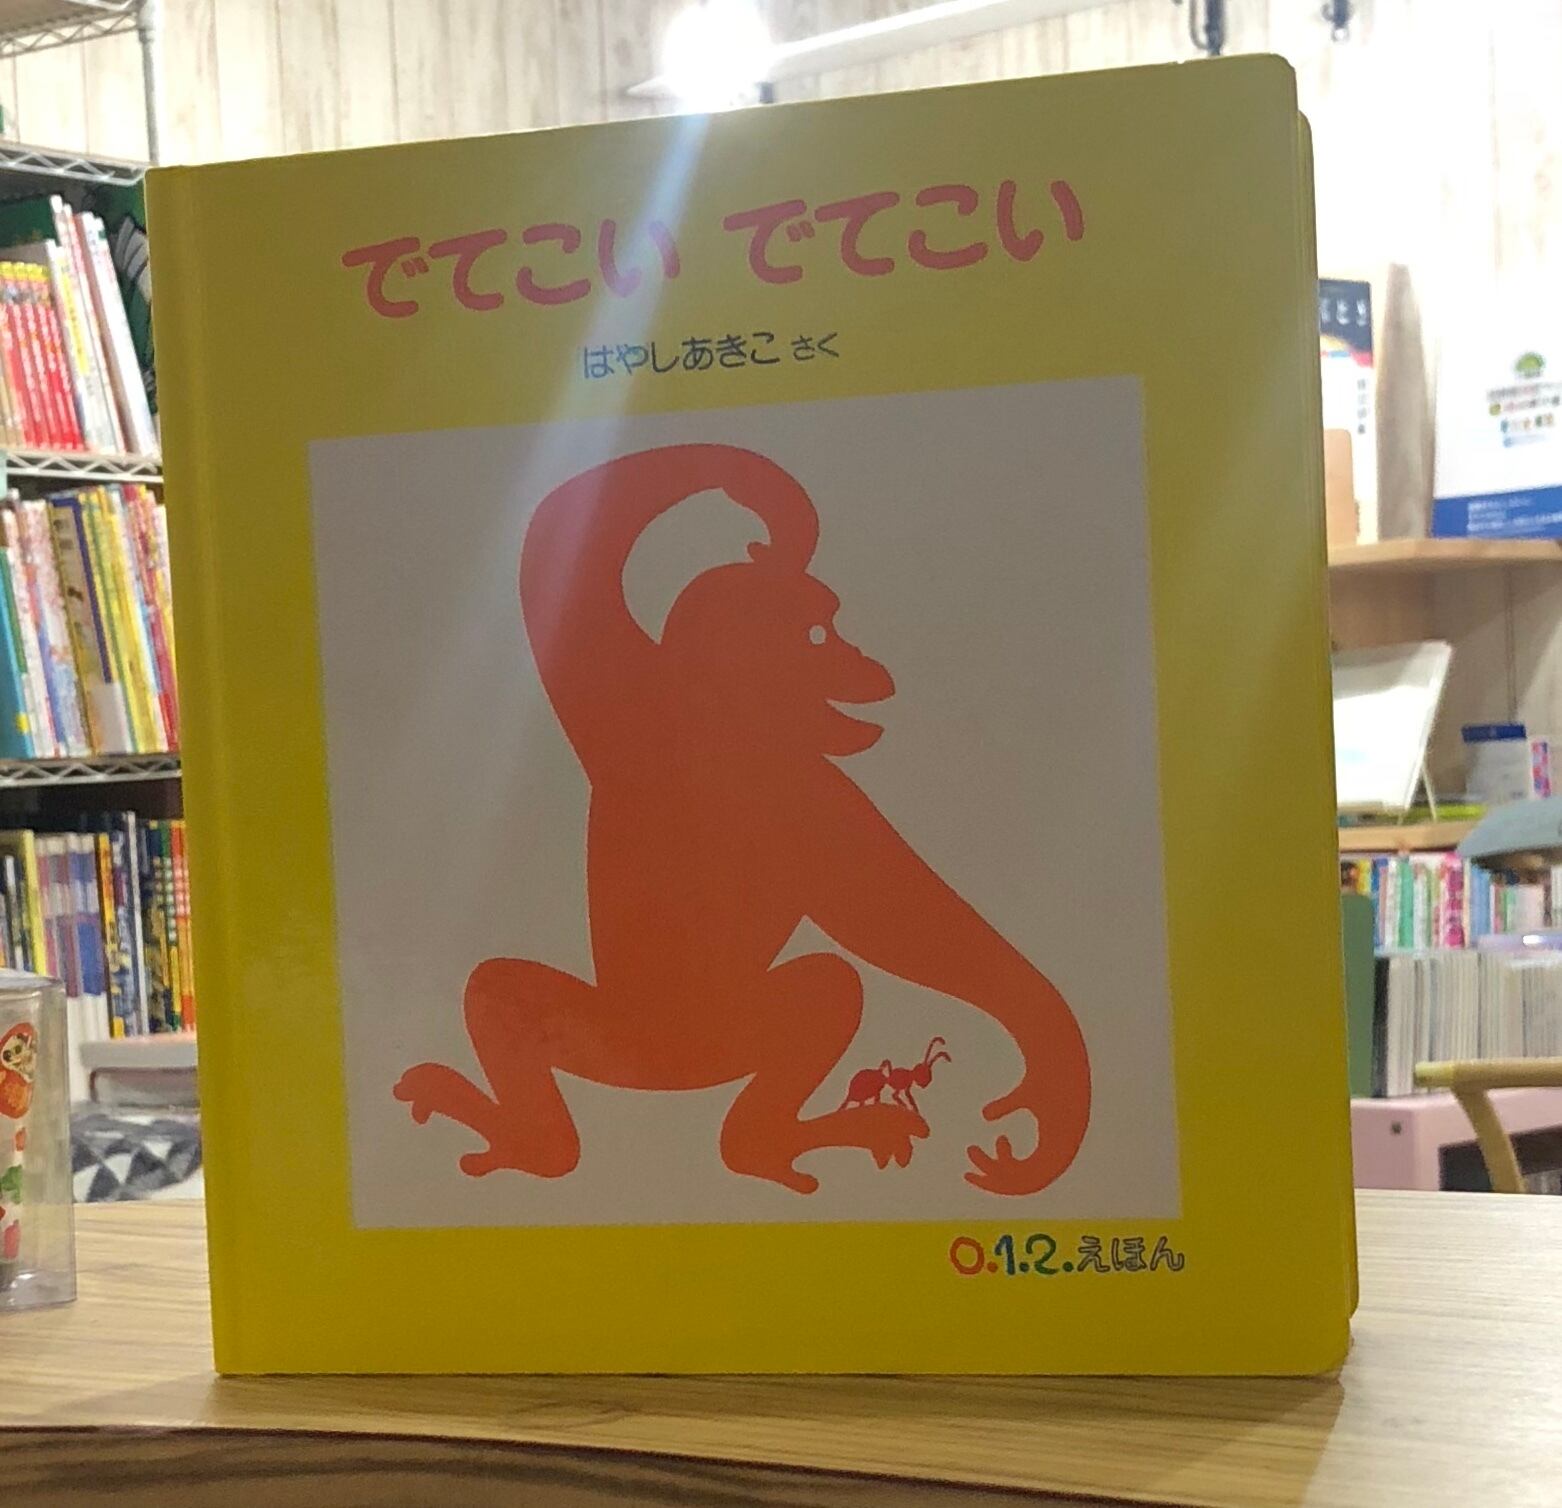 でてこい でてこい
はやしあきこ さく
0.1.2.えほん